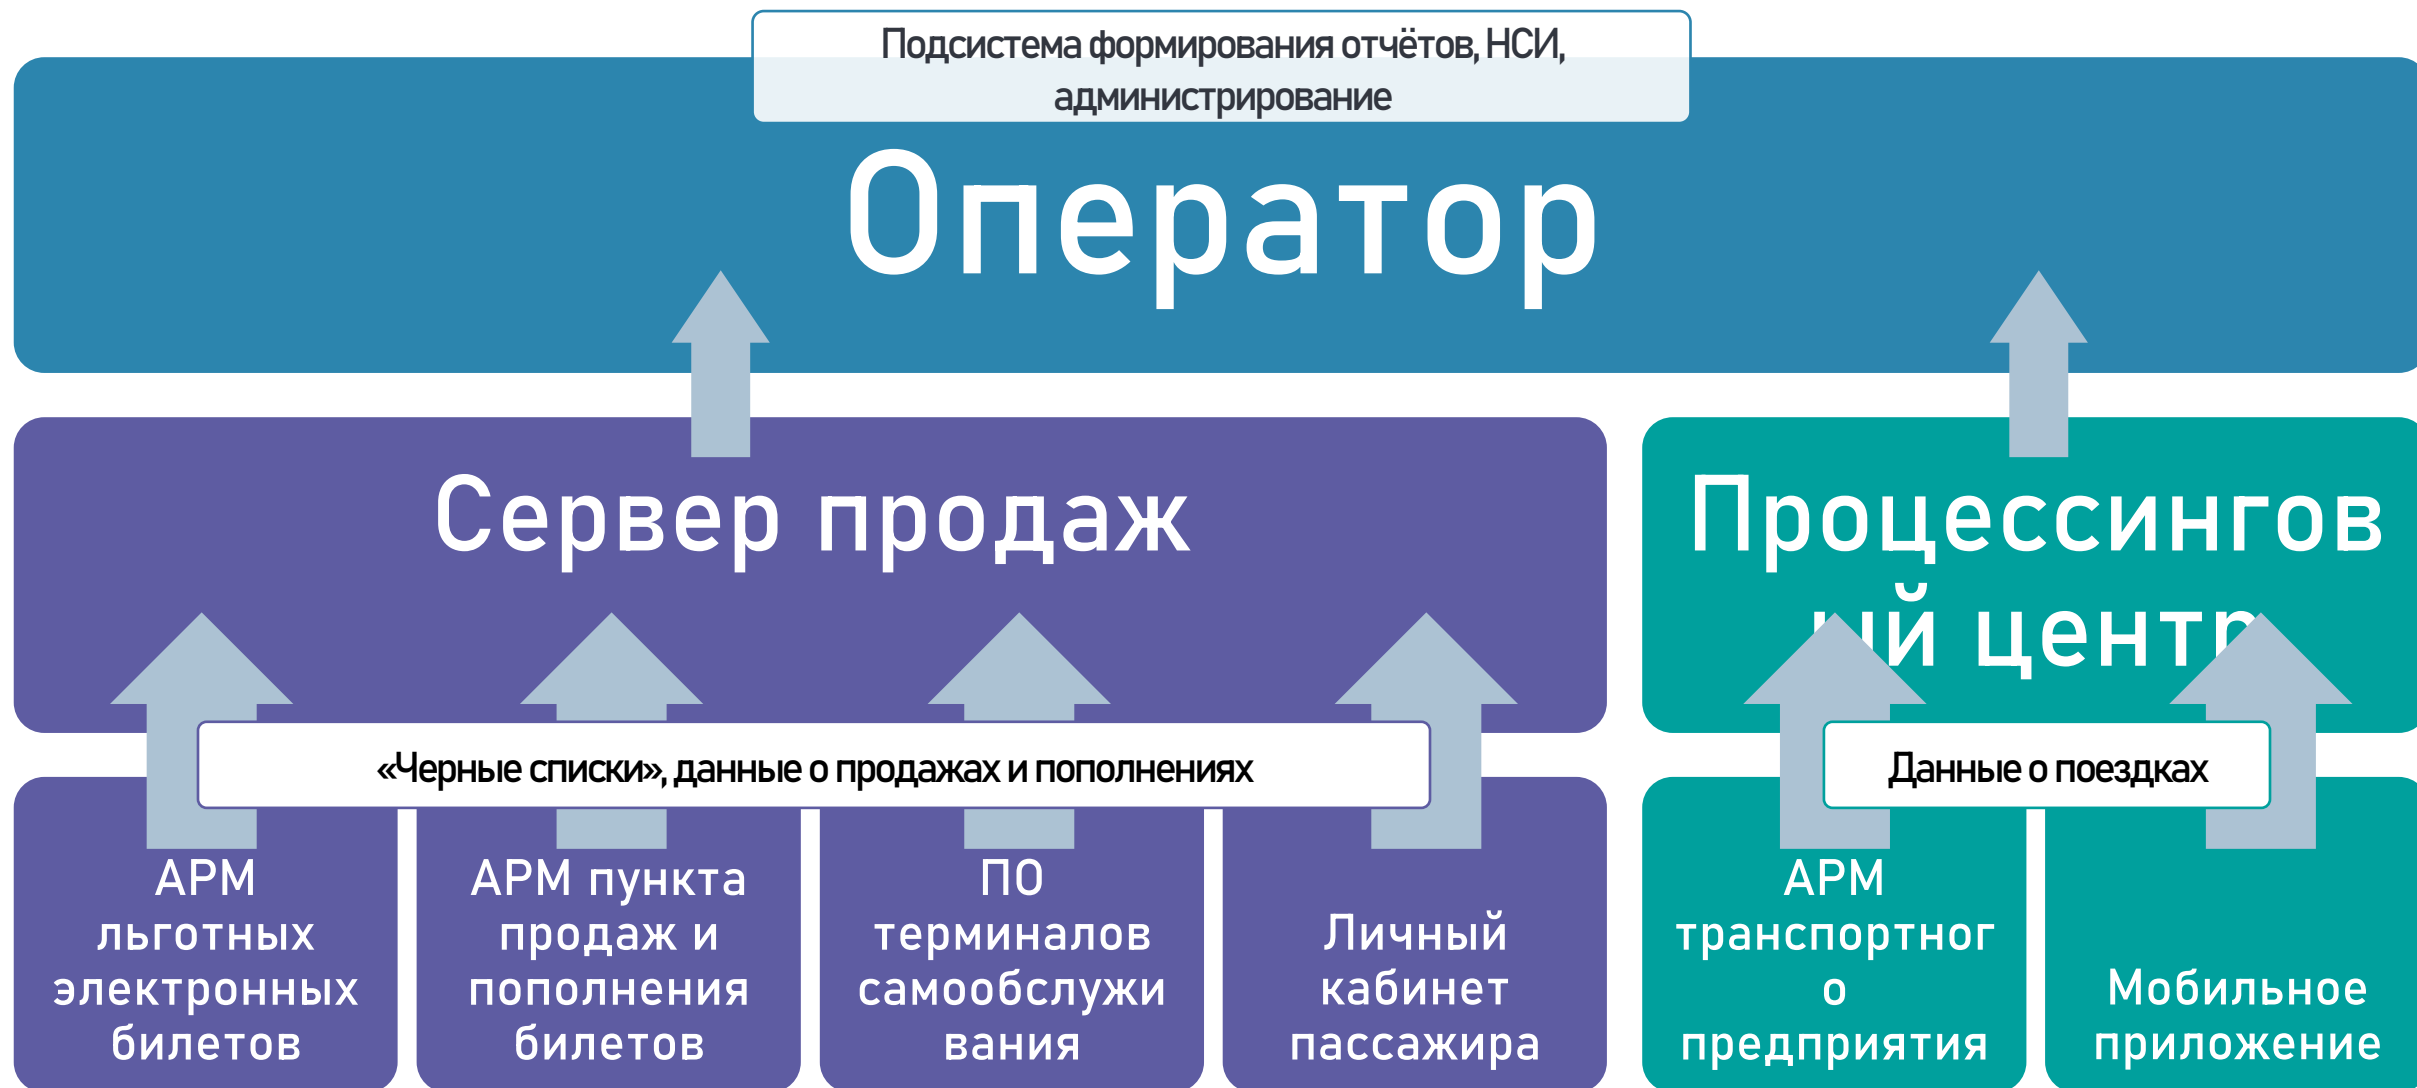 Подсистема формирования отчётов, НСИ,
администрирование
Оператор
Сервер продаж
Процессингов
ый центр
«Черные списки», данные о продажах и пополнениях
Данные о поездках
АРМ
льготных
электронных
билетов
АРМ пункта
продаж и
пополнения
билетов
ПО
терминалов
самообслужи
вания
Личный
кабинет
пассажира
АРМ
транспортног
о
предприятия
Мобильное
приложение